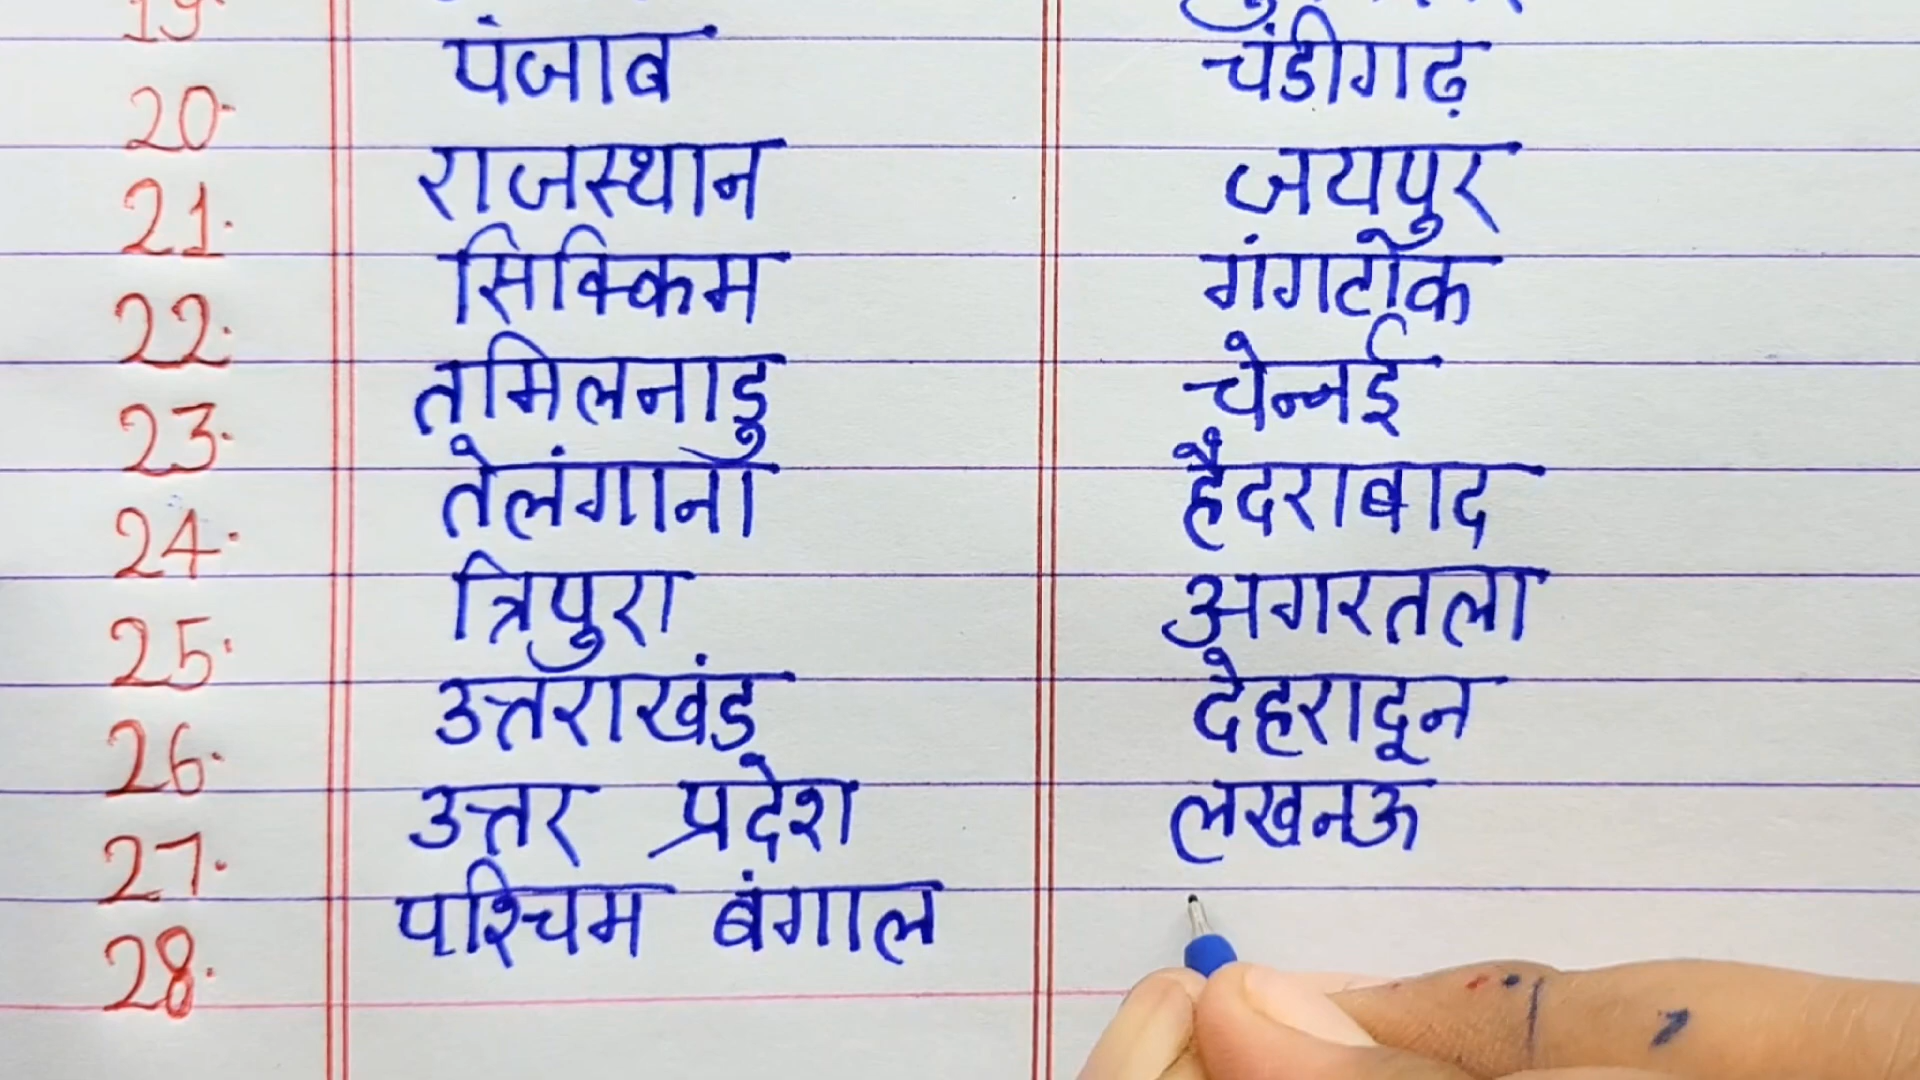 19.
20. पंजाब चंडीगढ़
21. राजस्थान जयपुर
22. सिक्किम गंगटोक
23. तमिलनाडु चेन्नई
24. तेलंगाना हैदराबाद
25. त्रिपुरा अगरतला
26. उत्तराखंड देहरादून
27. उत्तर प्रदेश लखनऊ
28. पश्चिम बंगाल